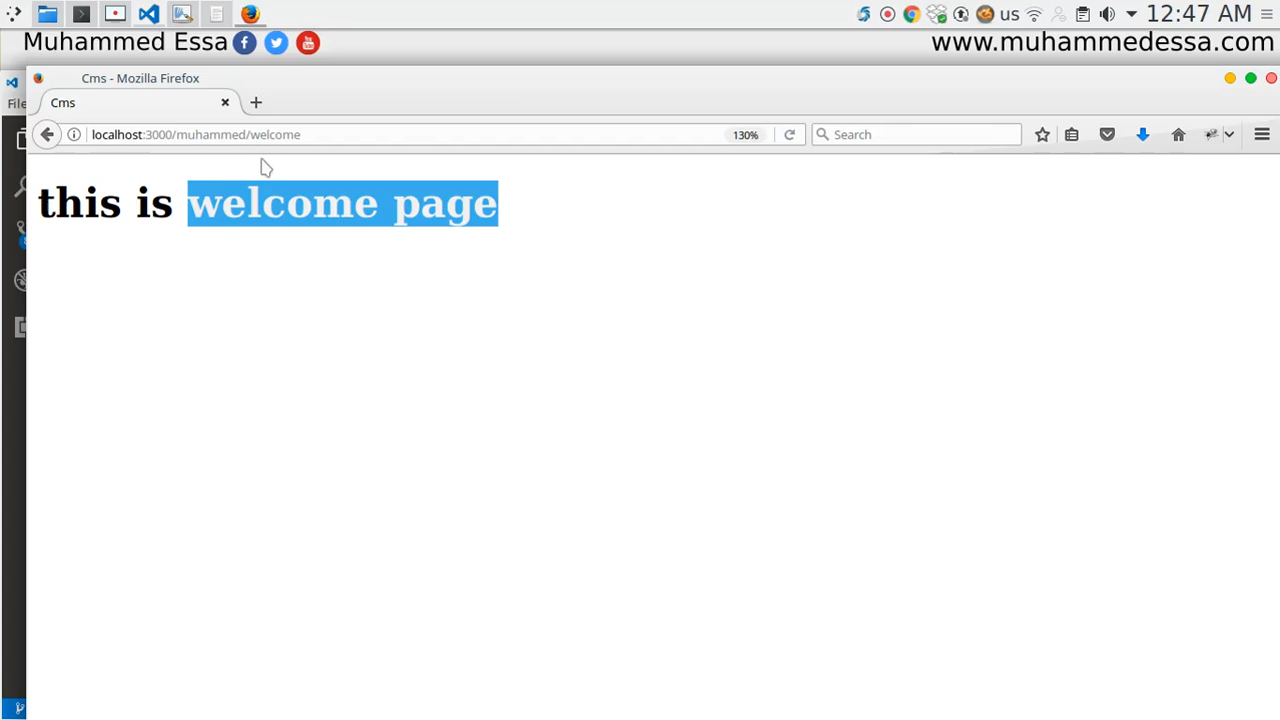 us 12:47 AM
Muhammed Essa www.muhammedessa.com
Cms - Mozilla Firefox
File
Cms
localhost:3000/muhammed/welcome 130% Search
this is welcome page